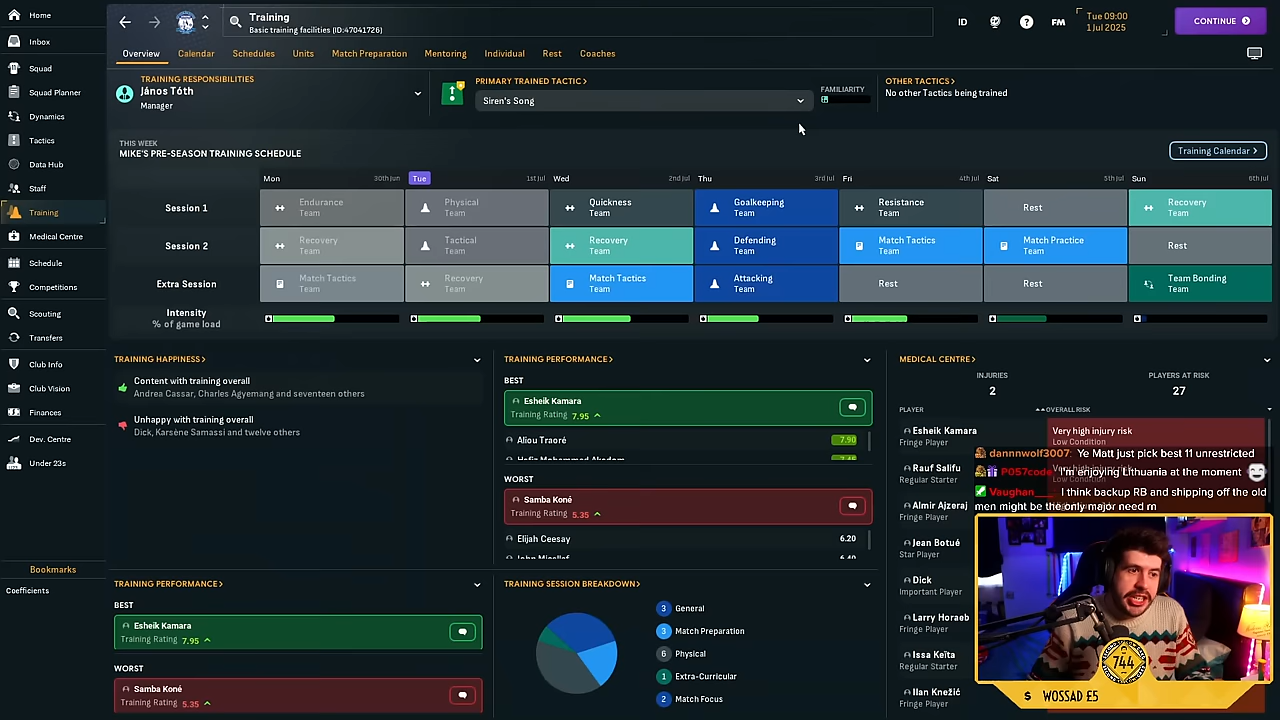 Home
Training
Basic training facilities (ID:47041726)
ID
FM
Tue 09:00
1 Jul 2025
CONTINUE
Inbox
Squad
Squad Planner
Dynamics
Tactics
Data Hub
Staff
Training
Medical Centre
Schedule
Competitions
Scouting
Transfers
Club Info
Club Vision
Finances
Dev. Centre
Under 23s
Bookmarks
Coefficients
Overview
Calendar
Schedules
Units
Match Preparation
Mentoring
Individual
Rest
Coaches
TRAINING RESPONSIBILITIES
János Tóth
Manager
PRIMARY TRAINED TACTIC >
Siren's Song
FAMILIARITY
OTHER TACTICS >
No other Tactics being trained
THIS WEEK
MIKE'S PRE-SEASON TRAINING SCHEDULE
Training Calendar >
Mon 30th Jun
Tue 1st Jul
Wed 2nd Jul
Thu 3rd Jul
Fri 4th Jul
Sat 5th Jul
Sun 6th Jul
Session 1
Endurance Team
Physical Team
Quickness Team
Goalkeeping Team
Resistance Team
Rest
Recovery Team
Session 2
Recovery Team
Tactical Team
Recovery Team
Defending Team
Match Tactics Team
Match Practice Team
Rest
Extra Session
Match Tactics Team
Recovery Team
Match Tactics Team
Attacking Team
Rest
Rest
Team Bonding Team
Intensity
% of game load
TRAINING HAPPINESS >
Content with training overall
Andrea Cassar, Charles Agyemang and seventeen others
Unhappy with training overall
Dick, Karsène Samassi and twelve others
TRAINING PERFORMANCE >
BEST
Esheik Kamara
Training Rating 7.95
Aliou Traoré 7.90
WORST
Samba Koné
Training Rating 5.35
Elijah Ceesay 6.20
MEDICAL CENTRE >
INJURIES
2
PLAYERS AT RISK
27
PLAYER
OVERALL RISK
Esheik Kamara
Fringe Player
Very high injury risk
Low Condition
Rauf Salifu
Regular Starter
Almir Ajzeraj
Fringe Player
Jean Botué
Star Player
Dick
Important Player
Larry Horaeb
Fringe Player
Issa Keïta
Regular Starter
Ilan Knežić
Fringe Player
dannnwolf3007: Ye Matt just pick best 11 unrestricted
P057code: I'm enjoying Lithuania at the moment
Vaughan___: I think backup RB and shipping off the old
men might be the only major need rn
TRAINING PERFORMANCE >
BEST
Esheik Kamara
Training Rating 7.95
WORST
Samba Koné
Training Rating 5.35
TRAINING SESSION BREAKDOWN >
3 General
3 Match Preparation
6 Physical
1 Extra-Curricular
2 Match Focus
744
$ WOSSAD £5